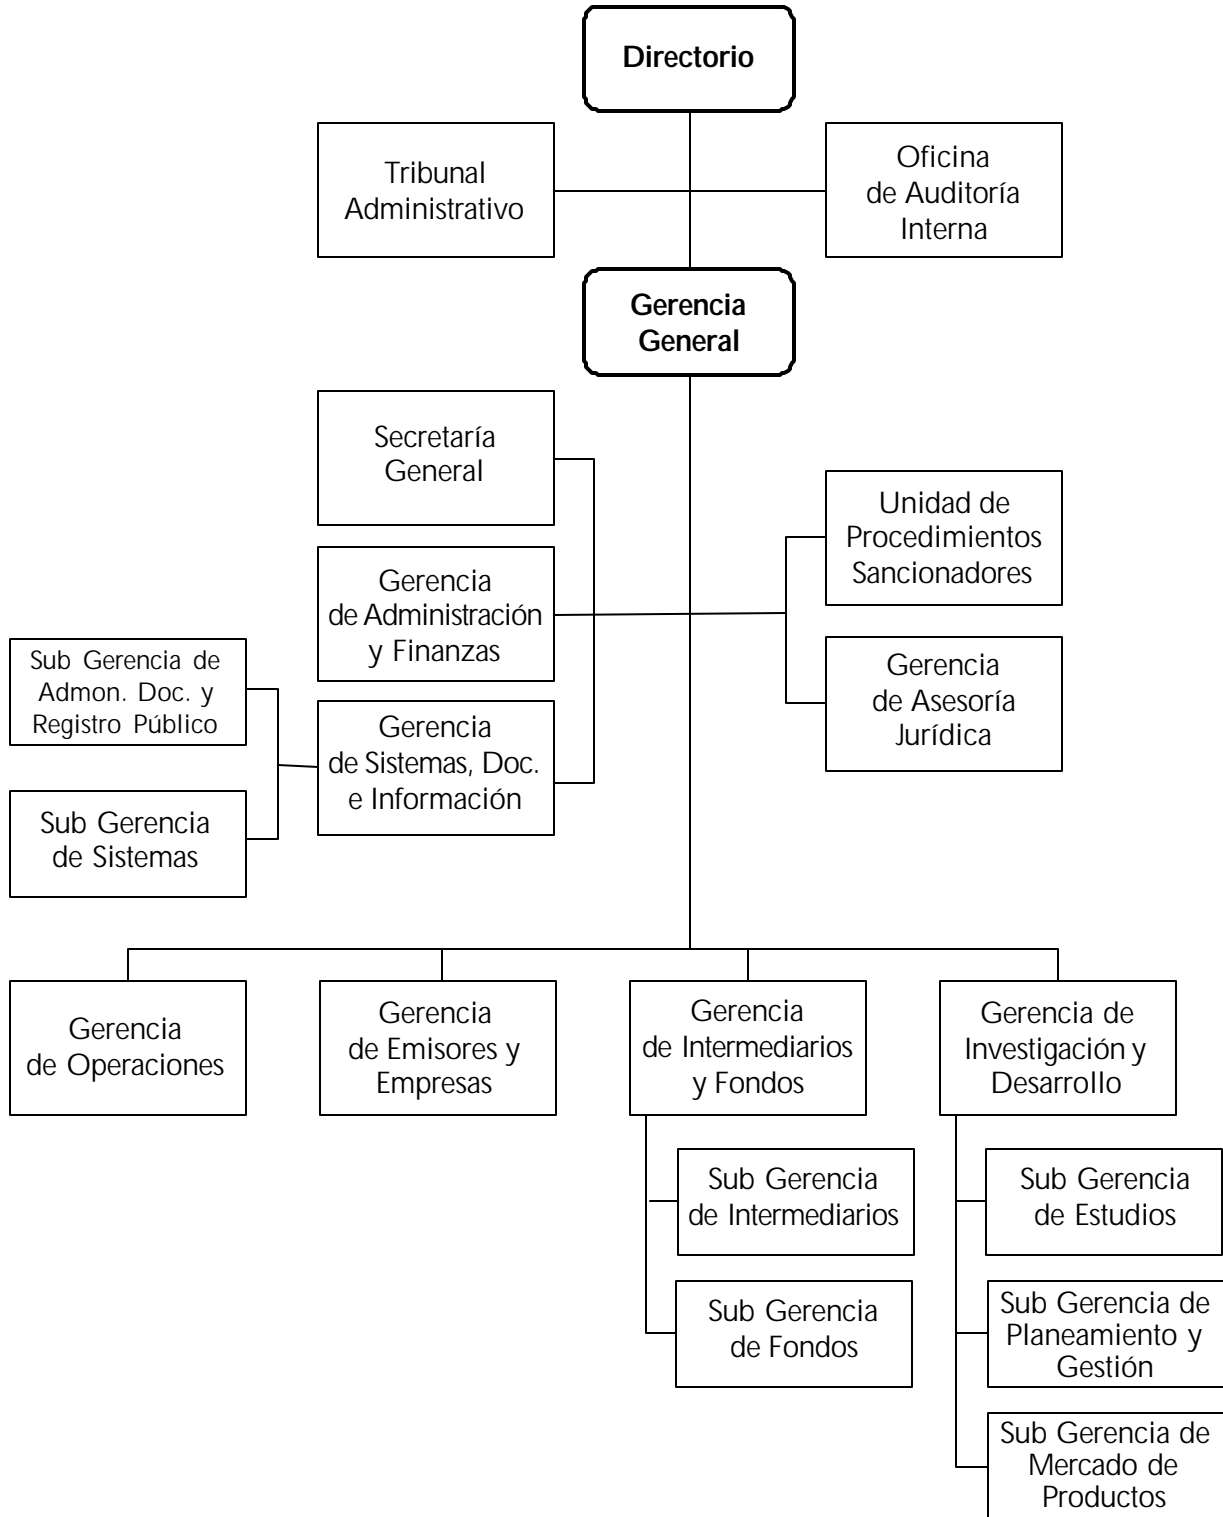 Directorio
Tribunal
Administrativo
Oficina
de Auditoría
Interna
Gerencia
General
Secretaría
General
Unidad de
Procedimientos
Sancionadores
Gerencia
de Administración
y Finanzas
Gerencia
de Asesoría
Jurídica
Sub Gerencia de
Admon. Doc. y
Registro Público
Gerencia
de Sistemas, Doc.
e Información
Sub Gerencia
de Sistemas
Gerencia
de Operaciones
Gerencia
de Emisores y
Empresas
Gerencia
de Intermediarios
y Fondos
Gerencia de
Investigación y
Desarrollo
Sub Gerencia
de Intermediarios
Sub Gerencia
de Fondos
Sub Gerencia
de Estudios
Sub Gerencia de
Planeamiento y
Gestión
Sub Gerencia de
Mercado de
Productos